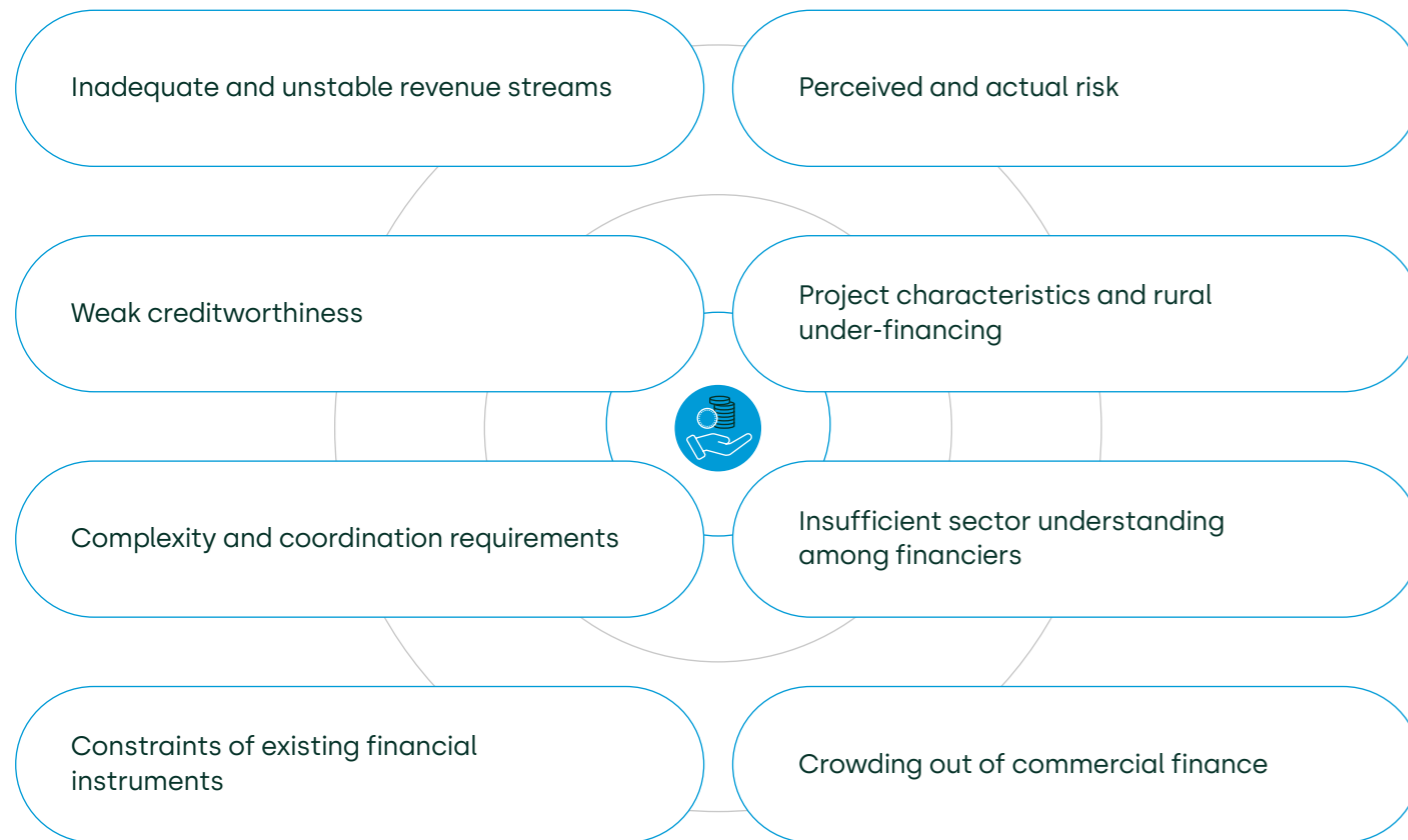 Inadequate and unstable revenue streams
Perceived and actual risk
Weak creditworthiness
Project characteristics and rural
under-financing
Complexity and coordination requirements
Insufficient sector understanding
among financiers
Constraints of existing financial
instruments
Crowding out of commercial finance